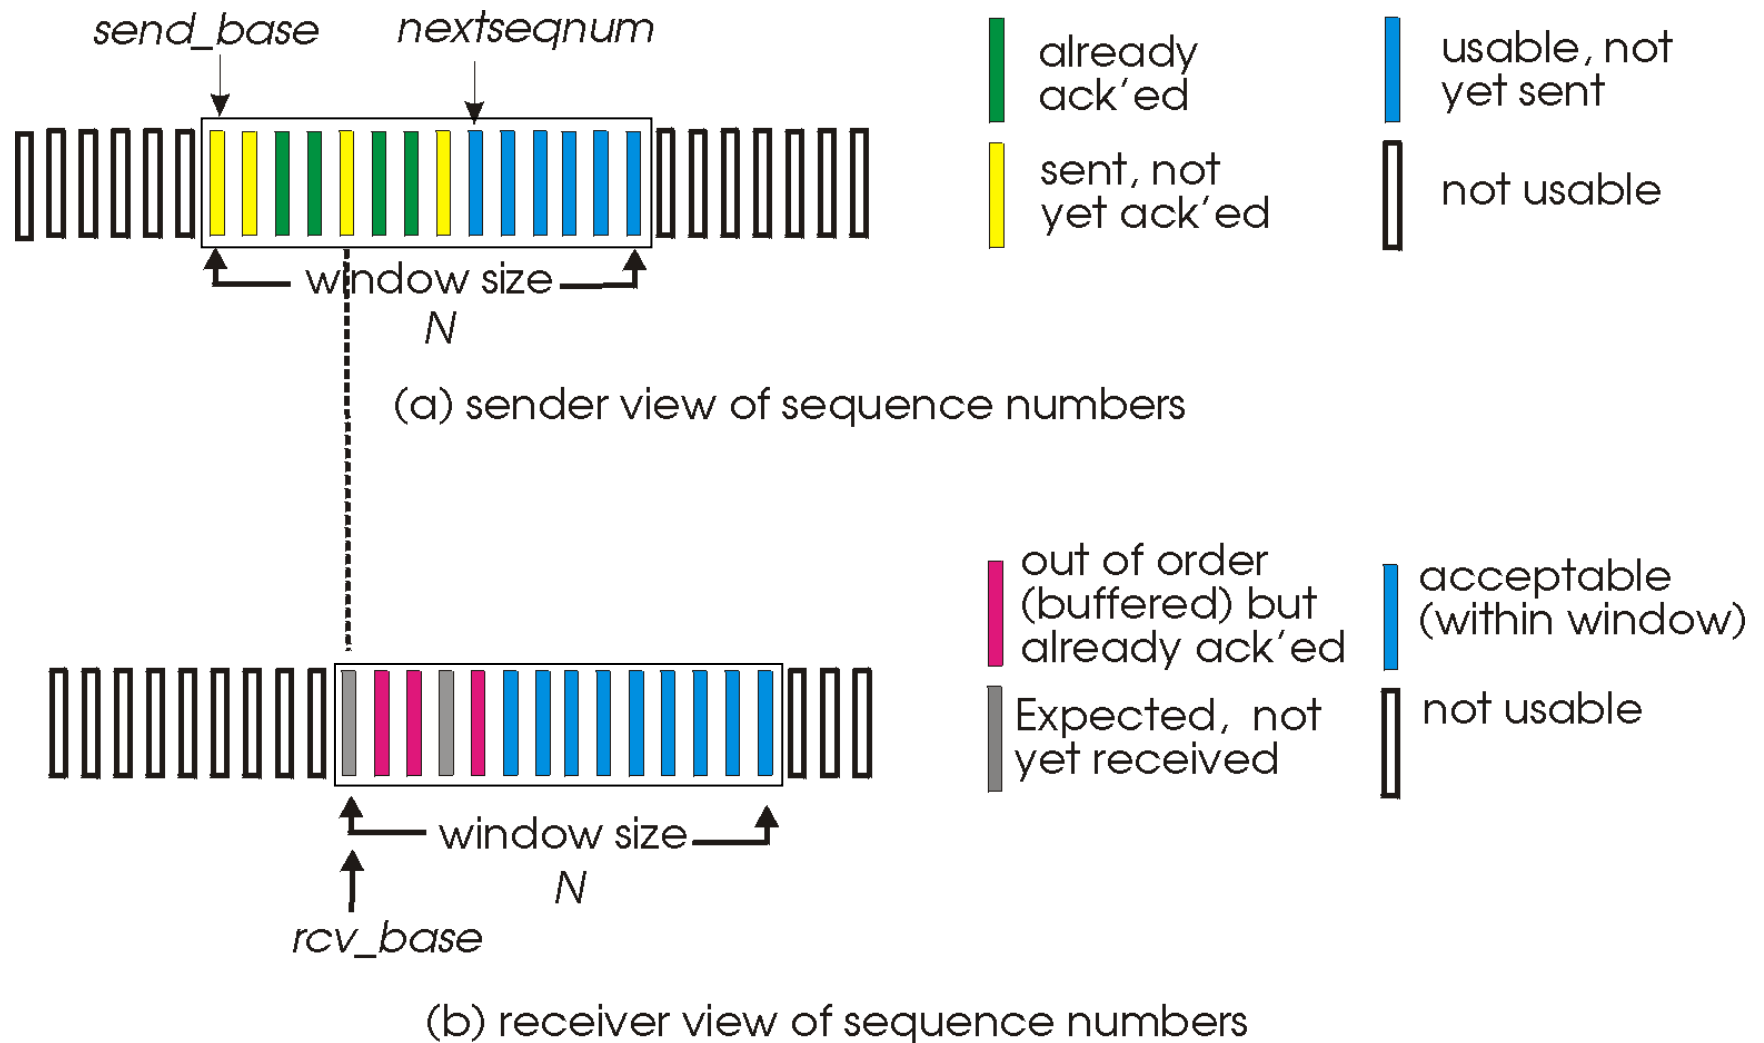 send_base
nextseqnum
already
ack'ed
usable, not
yet sent
sent, not
yet ack'ed
not usable
window size
N
(a) sender view of sequence numbers
out of order
(buffered) but
already ack'ed
acceptable
(within window)
Expected, not
yet received
not usable
window size
N
rcv_base
(b) receiver view of sequence numbers